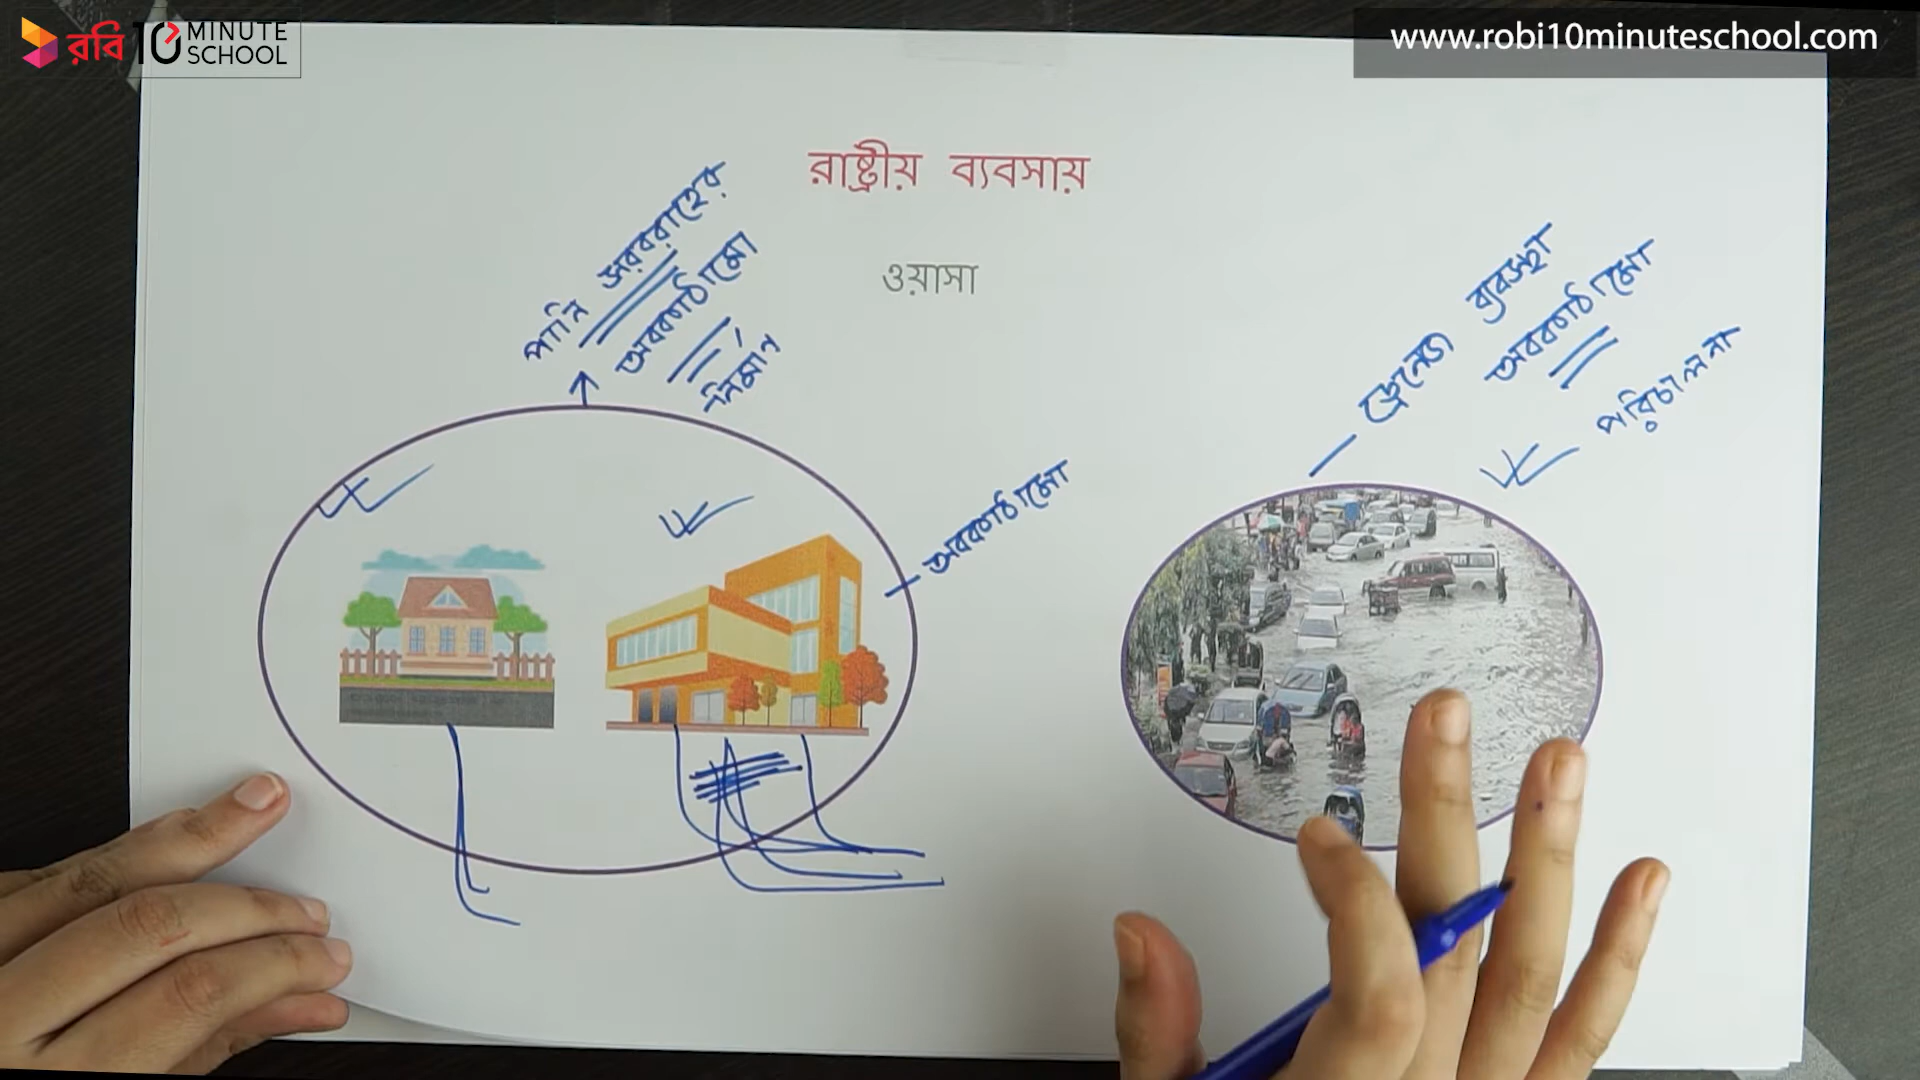 রবি 10 MINUTE SCHOOL
www.robi10minuteschool.com
রাষ্ট্রীয় ব্যবসায়
ওয়াসা
পানি সরবরাহের
অবকাঠামো
নির্মাণ
অবকাঠামো
ড্রেনেজ ব্যবস্থা
অবকাঠামো
পরিচালনা